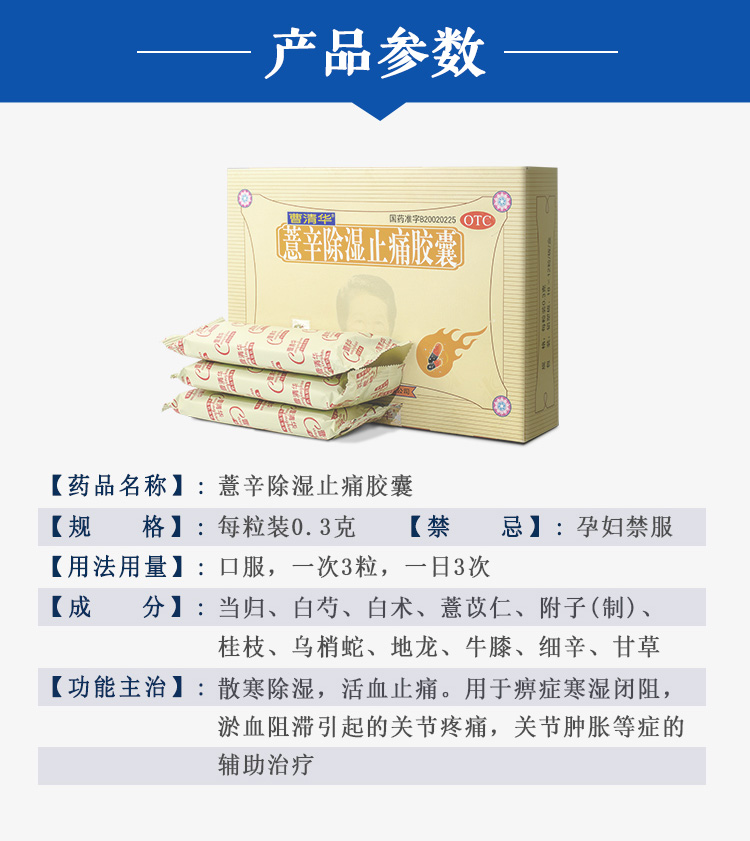 产品参数
曹清华
国药准字B20020225
OTC
薏辛除湿止痛胶囊
【药品名称】: 薏辛除湿止痛胶囊
【规 格】: 每粒装0.3克 【禁 忌】: 孕妇禁服
【用法用量】: 口服，一次3粒，一日3次
【成 分】: 当归、白芍、白术、薏苡仁、附子(制)、
桂枝、乌梢蛇、地龙、牛膝、细辛、甘草
【功能主治】: 散寒除湿，活血止痛。用于痹症寒湿闭阻，
淤血阻滞引起的关节疼痛，关节肿胀等症的
辅助治疗